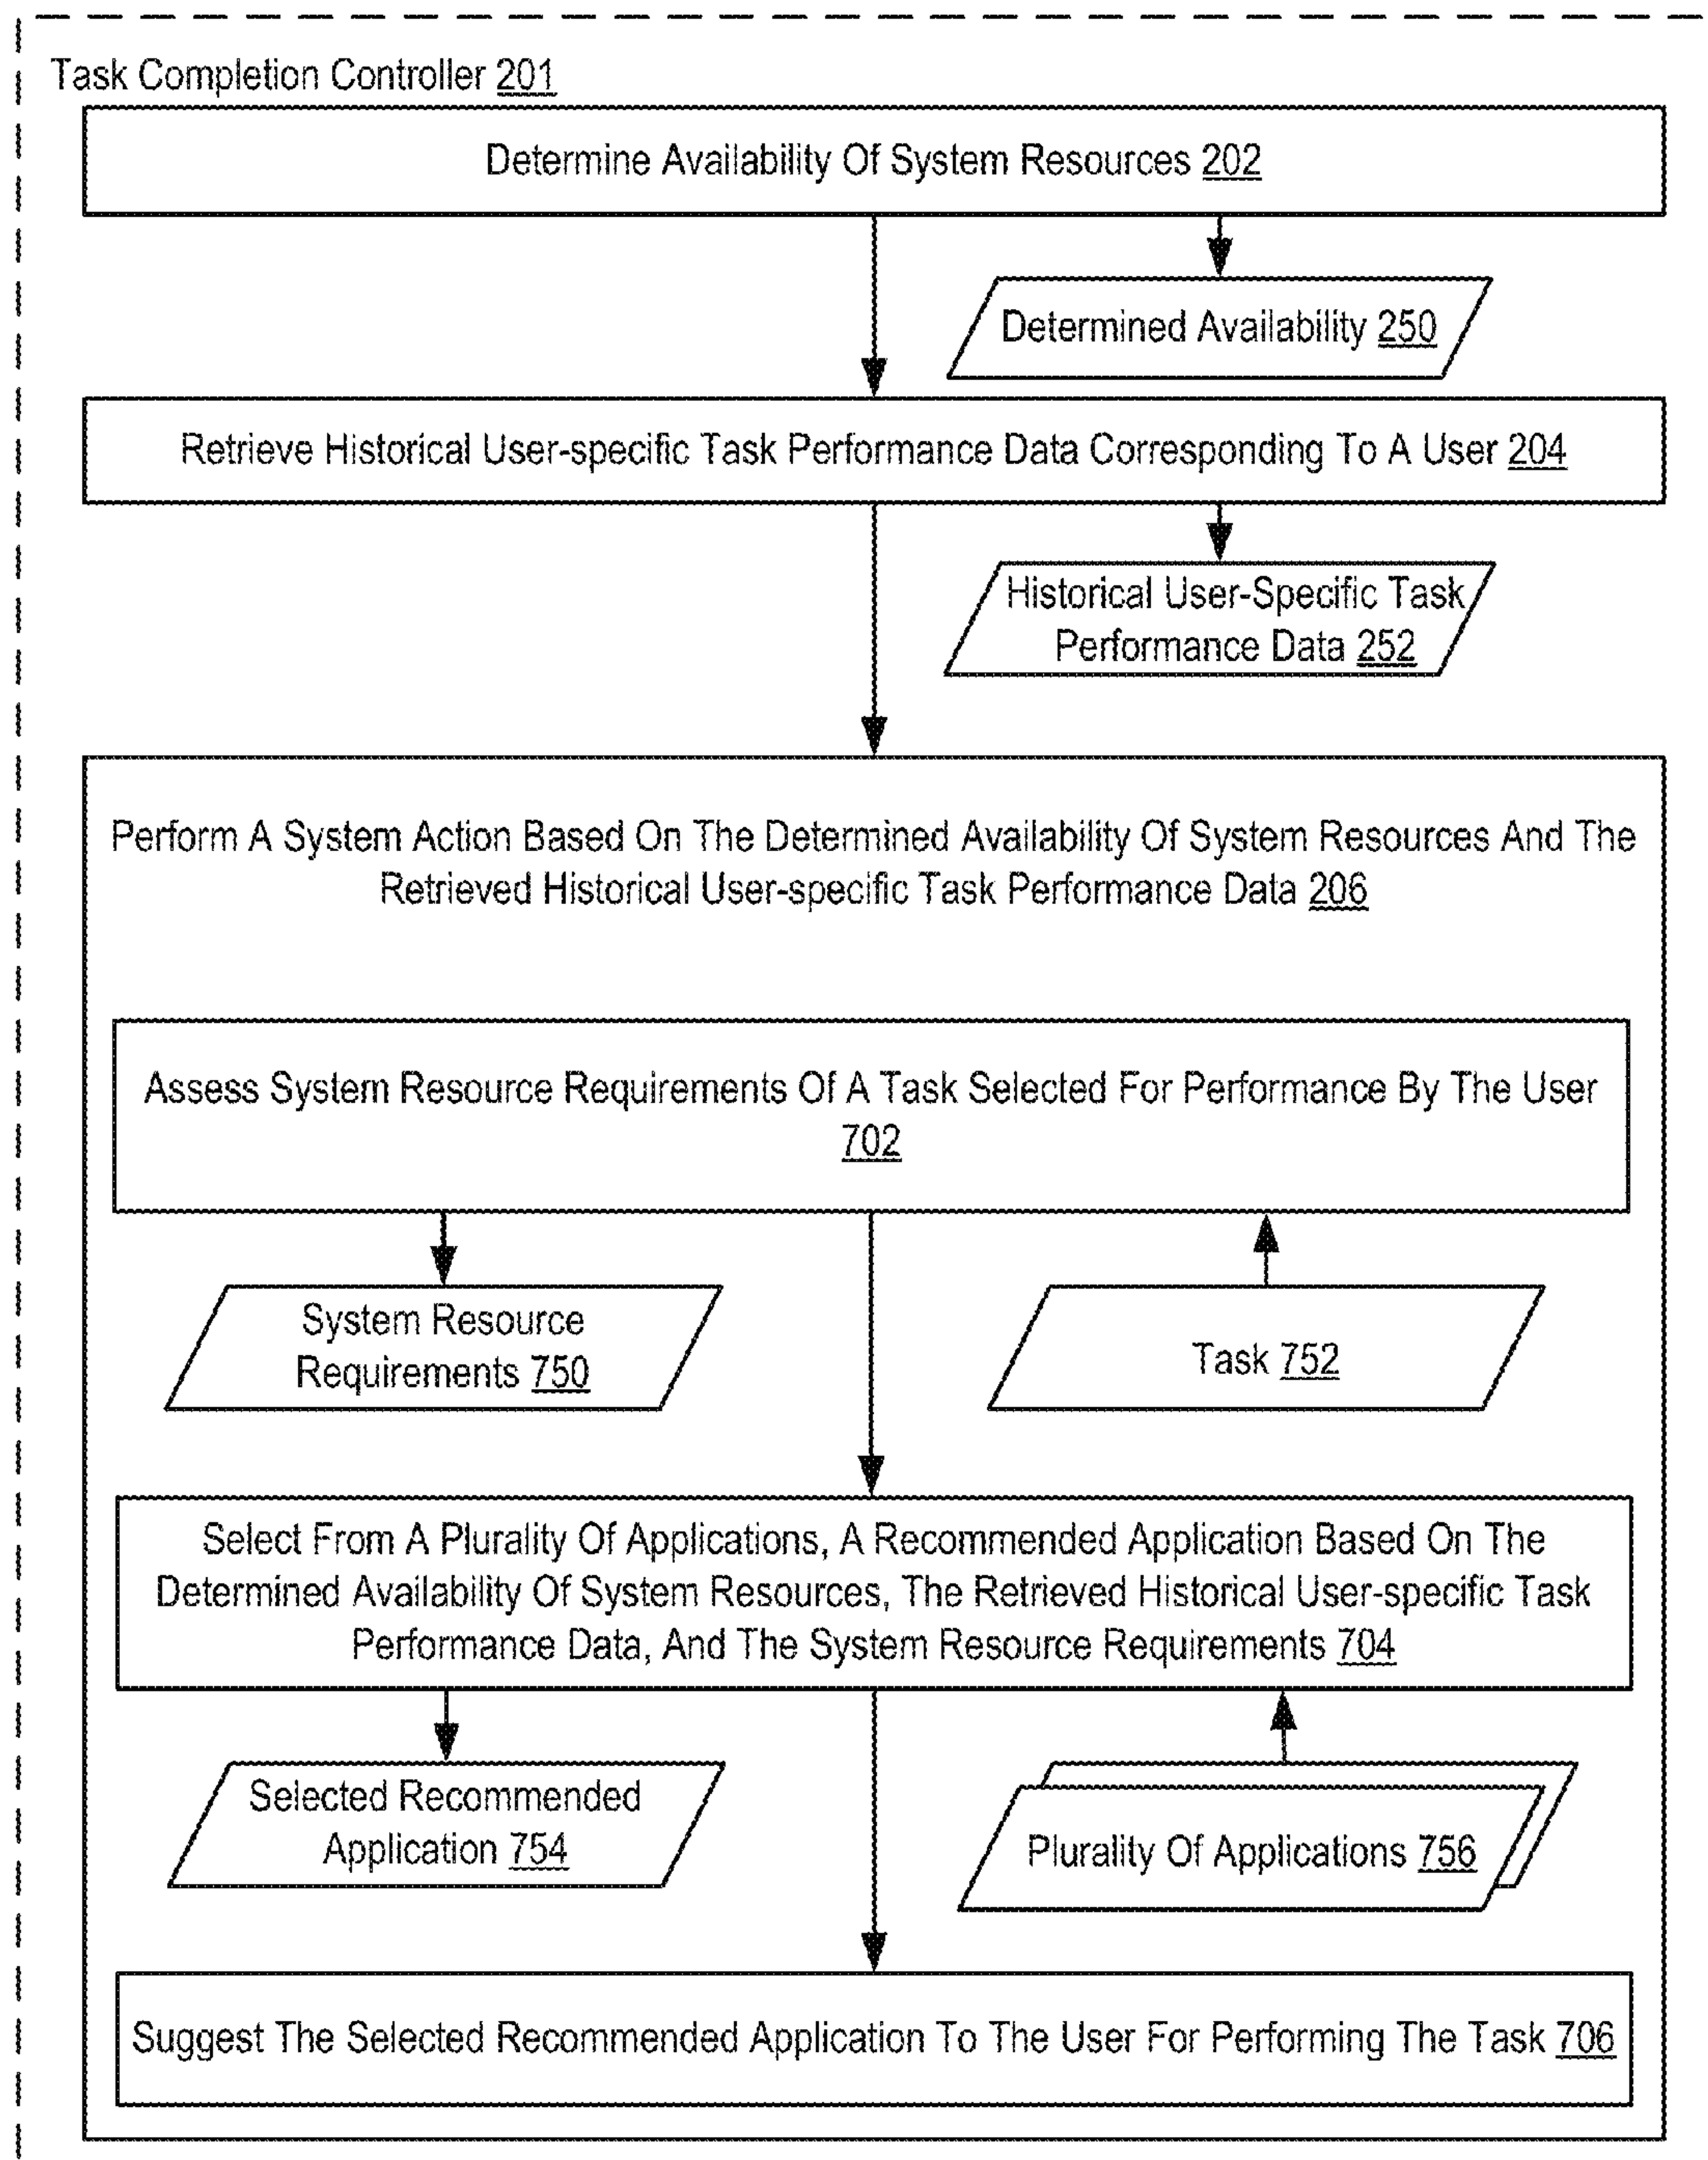 Task Completion Controller 201
Determine Availability Of System Resources 202
Determined Availability 250
Retrieve Historical User-specific Task Performance Data Corresponding To A User 204
Historical User-Specific Task
Performance Data 252
Perform A System Action Based On The Determined Availability Of System Resources And The
Retrieved Historical User-specific Task Performance Data 206
Assess System Resource Requirements Of A Task Selected For Performance By The User
702
System Resource
Requirements 750
Task 752
Select From A Plurality Of Applications, A Recommended Application Based On The
Determined Availability Of System Resources, The Retrieved Historical User-specific Task
Performance Data, And The System Resource Requirements 704
Selected Recommended
Application 754
Plurality Of Applications 756
Suggest The Selected Recommended Application To The User For Performing The Task 706